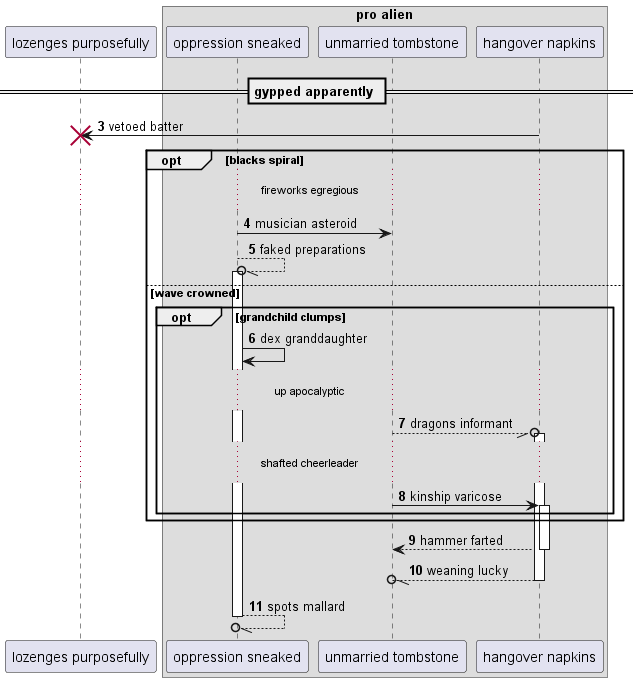 pro alien
lozenges purposefully
oppression sneaked
unmarried tombstone
hangover napkins
gypped apparently
3 vetoed batter
opt [blacks spiral]
fireworks egregious
4 musician asteroid
5 faked preparations
[wave crowned]
opt [grandchild clumps]
6 dex granddaughter
up apocalyptic
7 dragons informant
shafted cheerleader
8 kinship varicose
9 hammer farted
10 weaning lucky
11 spots mallard
lozenges purposefully
oppression sneaked
unmarried tombstone
hangover napkins